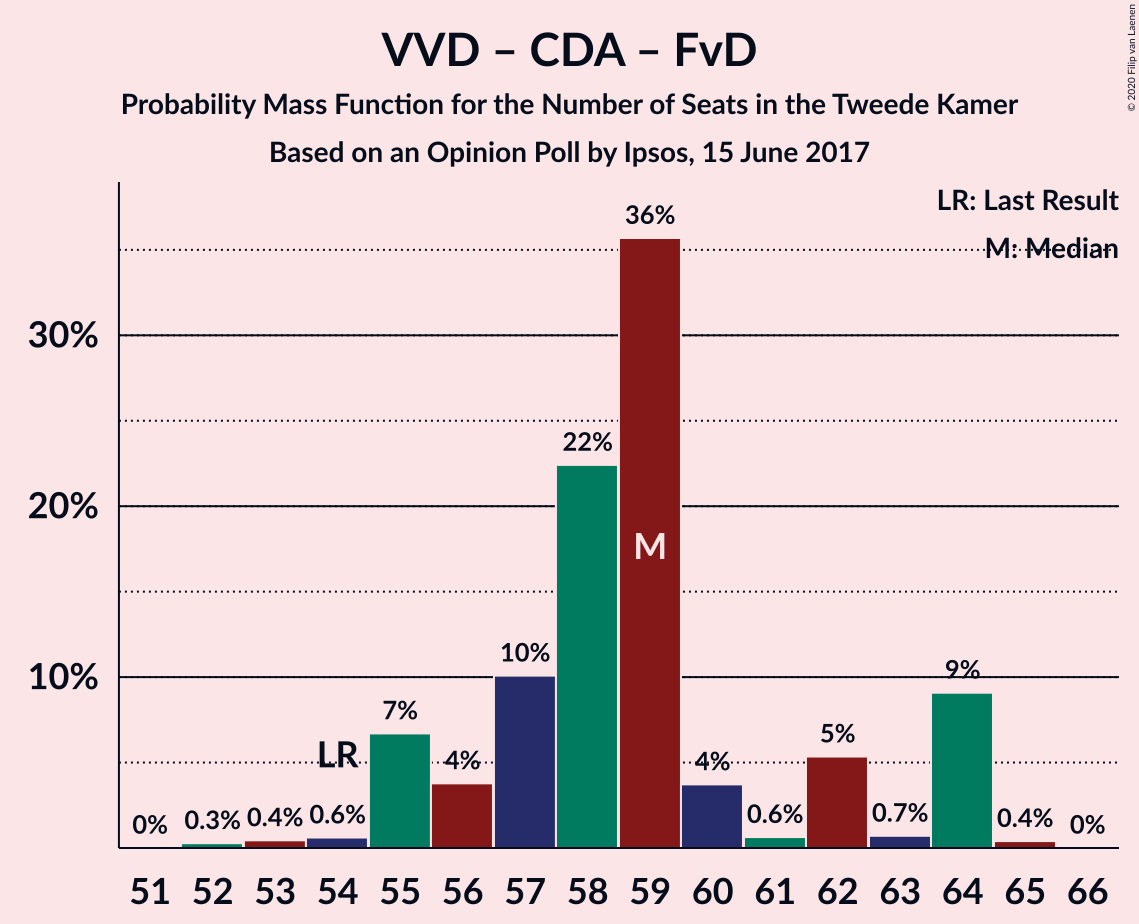 VVD – CDA – FvD
Probability Mass Function for the Number of Seats in the Tweede Kamer
Based on an Opinion Poll by Ipsos, 15 June 2017
© 2020 Filip van Laenen
LR: Last Result
M: Median
36%
30%
22%
20%
M
10%
10%
9%
7%
5%
LR
4%
4%
0%
0.3%
0.4%
0.6%
0.6%
0.7%
0.4%
0%
51 52 53 54 55 56 57 58 59 60 61 62 63 64 65 66